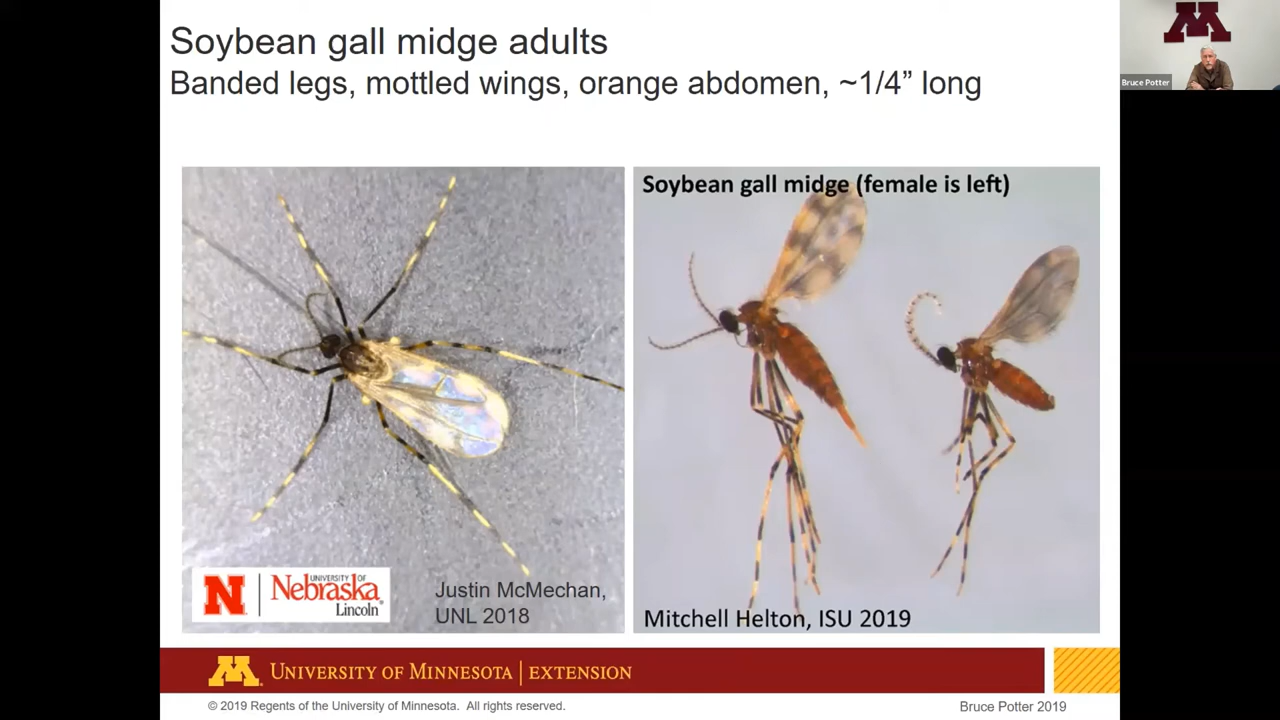 Soybean gall midge adults
Banded legs, mottled wings, orange abdomen, ~1/4” long
Bruce Potter
Soybean gall midge (female is left)
N
UNIVERSITY OF
Nebraska
Lincoln
Justin McMechan,
UNL 2018
Mitchell Helton, ISU 2019
M UNIVERSITY OF MINNESOTA | EXTENSION
© 2019 Regents of the University of Minnesota. All rights reserved.
Bruce Potter 2019